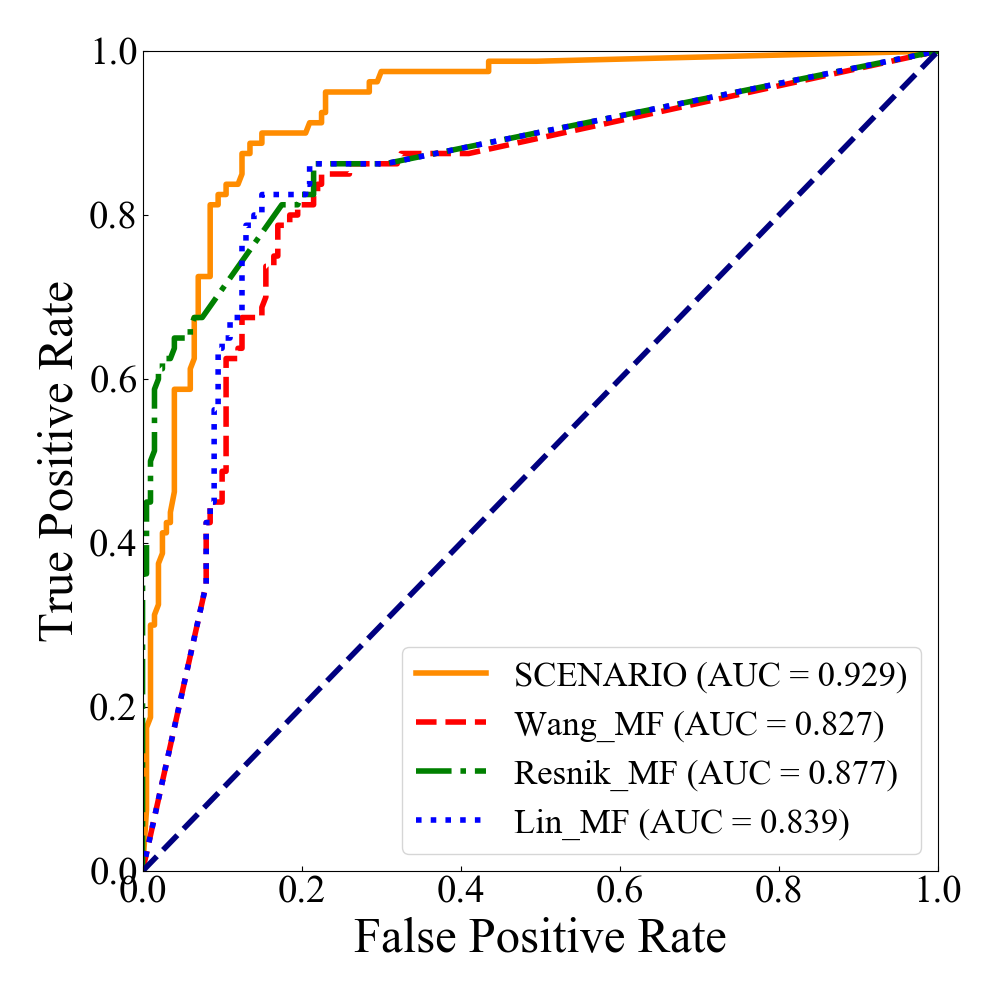 1.0
0.8
0.6
0.4
0.2
0.0
True Positive Rate
SCENARIO (AUC = 0.929)
Wang_MF (AUC = 0.827)
Resnik_MF (AUC = 0.877)
Lin_MF (AUC = 0.839)
0.0 0.2 0.4 0.6 0.8 1.0
False Positive Rate